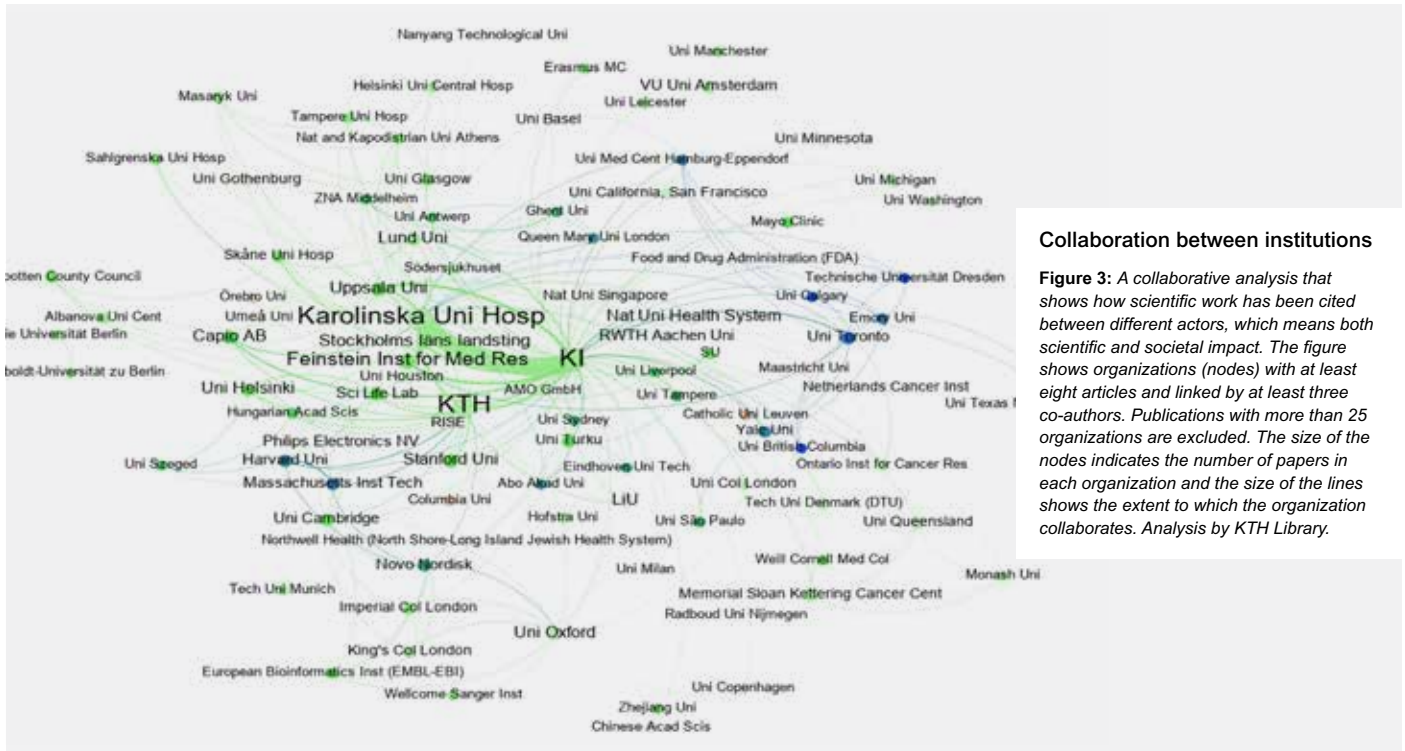 Nanyang Technological Uni
Uni Manchester
Erasmus MC
Helsinki Uni Central Hosp
VU Uni Amsterdam
Masaryk Uni
Uni Leicester
Tampere Uni Hosp
Uni Basel
Nat and Kapodistrian Uni Athens
Uni Minnesota
Sahlgrenska Uni Hosp
Uni Med Cent Hamburg-Eppendorf
Uni Gothenburg
Uni Glasgow
Uni Michigan
Uni California, San Francisco
ZNA Middelheim
Uni Washington
Ghent Uni
Uni Antwerp
Mayo Clinic
Lund Uni
Queen Mary Uni London
Skåne Uni Hosp
Food and Drug Administration (FDA)
Södersjukhuset
otten County Council
Technische Universität Dresden
Uppsala Uni
Örebro Uni
Nat Uni Singapore
Uni Calgary
Albanova Uni Cent
Umeå Uni
Karolinska Uni Hosp
Nat Uni Health System
Emory Uni
ie Universität Berlin
Capio AB
Stockholms läns landsting
RWTH Aachen Uni
Uni Toronto
Feinstein Inst for Med Res
KI
SU
boldt-Universität zu Berlin
Uni Houston
Uni Liverpool
Maastricht Uni
Uni Helsinki
Sci Life Lab
AMO GmbH
Uni Tampere
Netherlands Cancer Inst
KTH
Uni Texas
Hungarian Acad Scis
RISE
Uni Sydney
Catholic Uni Leuven
Yale Uni
Philips Electronics NV
Uni Turku
Uni British Columbia
Uni Szeged
Harvard Uni
Stanford Uni
Eindhoven Uni Tech
Ontario Inst for Cancer Res
Massachusets Inst Tech
Abo Akad Uni
Uni Col London
Columbia Uni
LiU
Tech Uni Denmark (DTU)
Uni Cambridge
Hofstra Uni
Uni São Paulo
Uni Queensland
Northwell Health (North Shore-Long Island Jewish Health System)
Novo Nordisk
Uni Milan
Weill Cornell Med Col
Monash Uni
Tech Uni Munich
Imperial Col London
Memorial Sloan Kettering Cancer Cent
Radboud Uni Nijmegen
Uni Oxford
King's Col London
European Bioinformatics Inst (EMBL-EBI)
Wellcome Sanger Inst
Uni Copenhagen
Zhejiang Uni
Chinese Acad Scis
Collaboration between institutions
Figure 3: A collaborative analysis that
shows how scientific work has been cited
between different actors, which means both
scientific and societal impact. The figure
shows organizations (nodes) with at least
eight articles and linked by at least three
co-authors. Publications with more than 25
organizations are excluded. The size of the
nodes indicates the number of papers in
each organization and the size of the lines
shows the extent to which the organization
collaborates. Analysis by KTH Library.